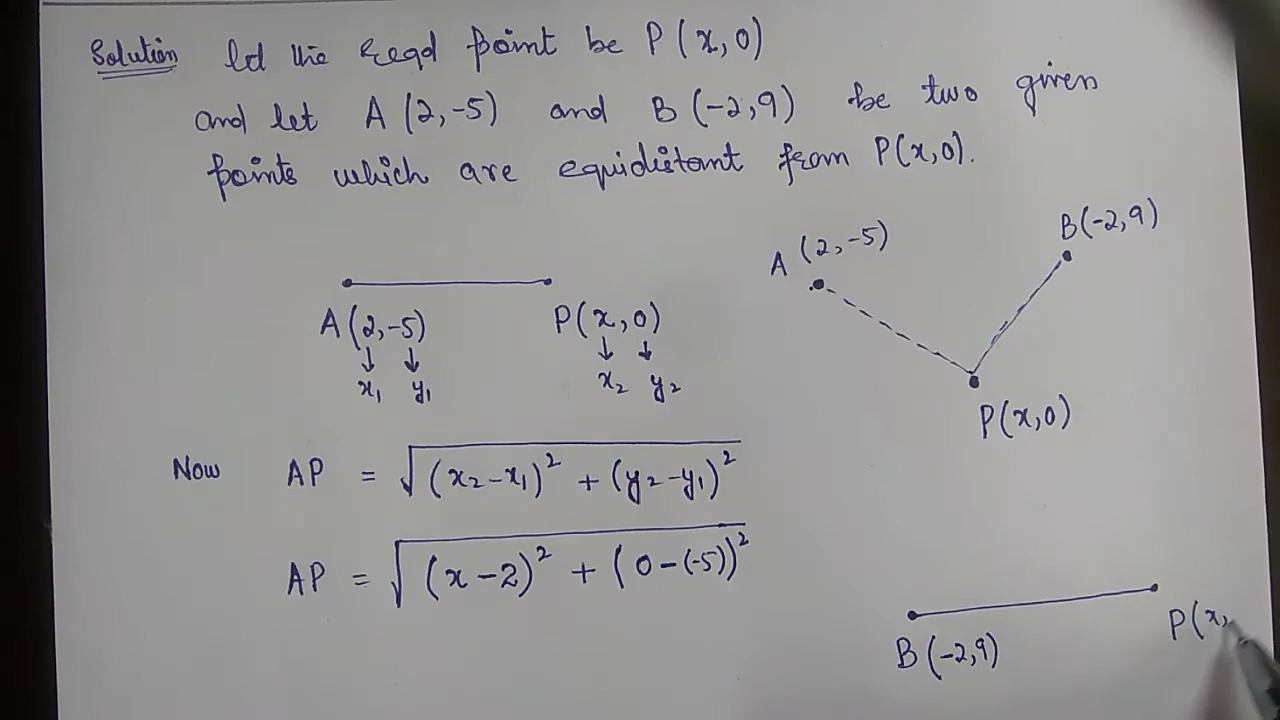 Solution let the reqd point be P(x,0)
and let A(2,-5) and B(-2,9) be two given
points which are equidistant from P(x,0).
A (2,-5)
B(-2,9)
P(x,0)
A(2,-5) P(x,0)
↓ ↓ ↓ ↓
x₁ y₁ x₂ y₂
Now AP = √(x₂-x₁)² + (y₂-y₁)²
AP = √(x-2)² + (0-(-5))²
B(-2,9) P(x,